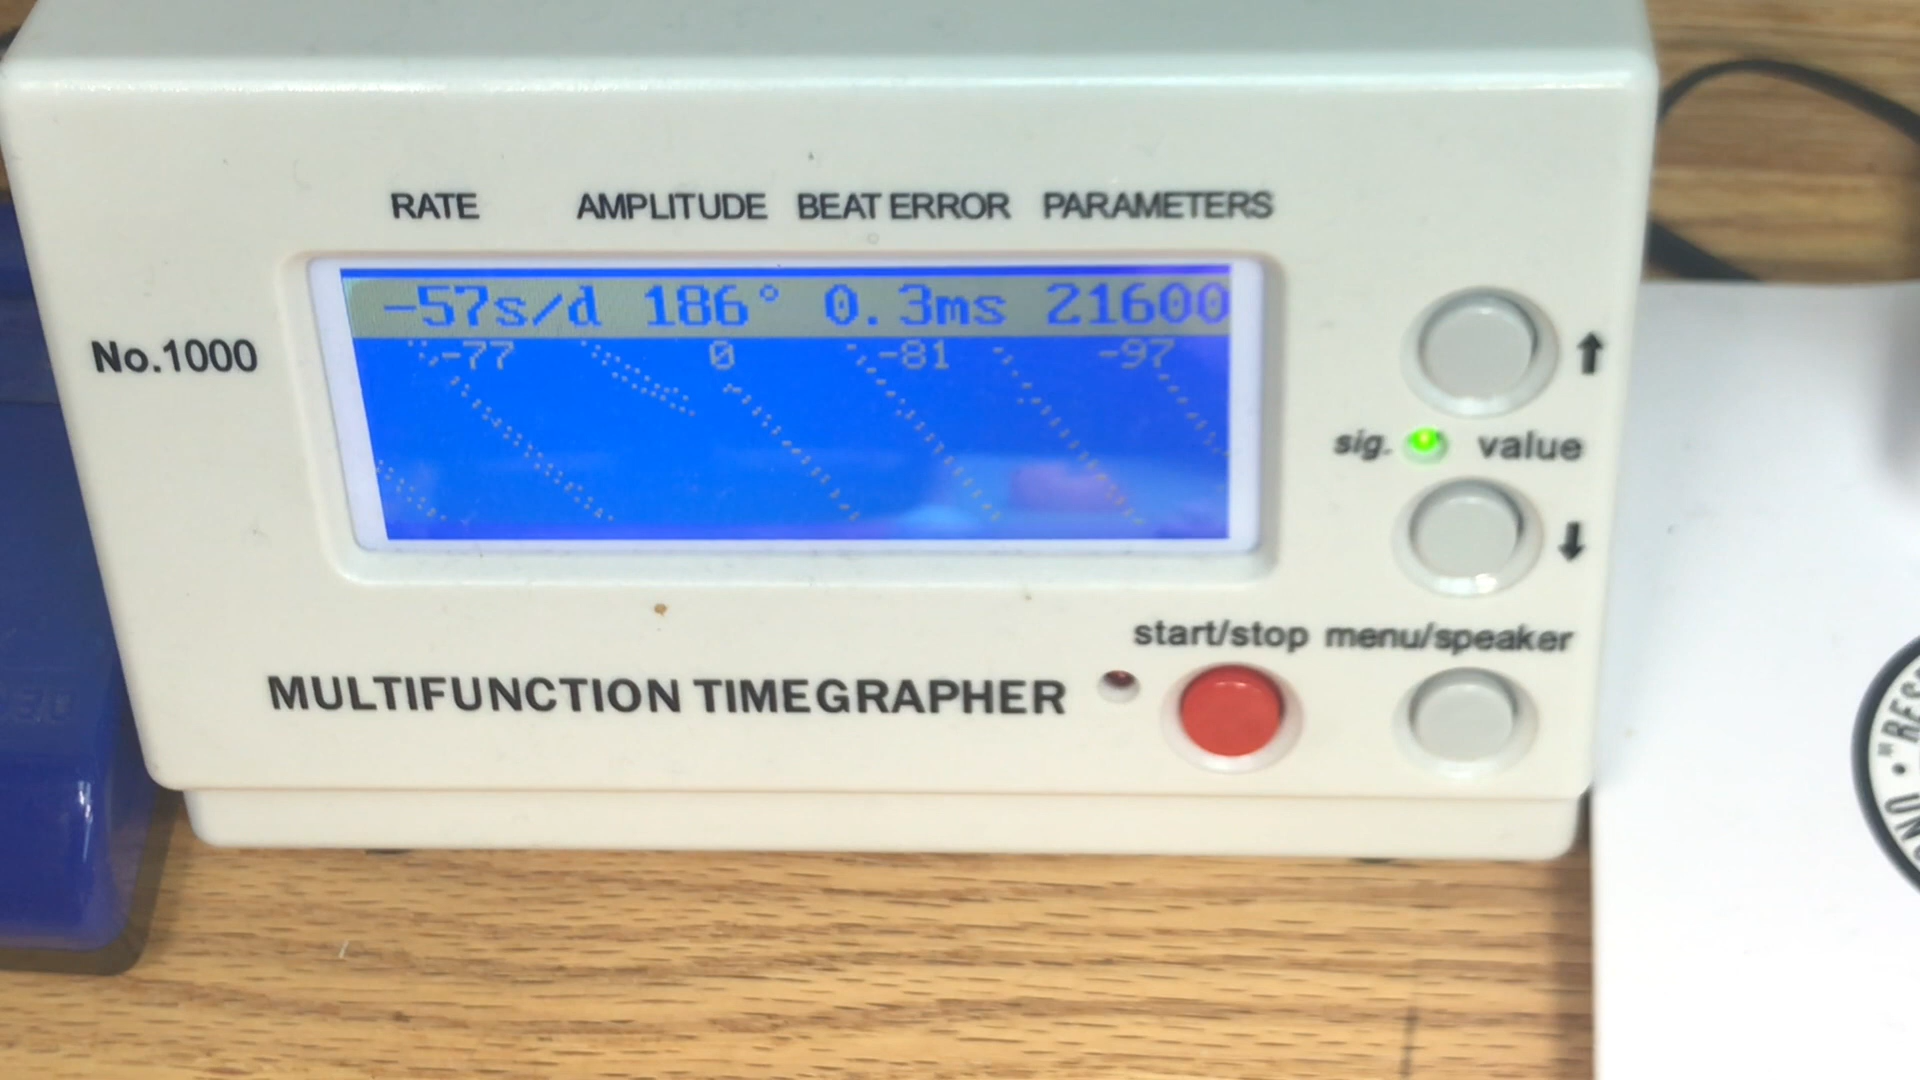 RATE AMPLITUDE BEAT ERROR PARAMETERS
-57s/d 186° 0.3ms 21600
-77 0 -81 -97
No.1000
sig. value
start/stop menu/speaker
MULTIFUNCTION TIMEGRAPHER